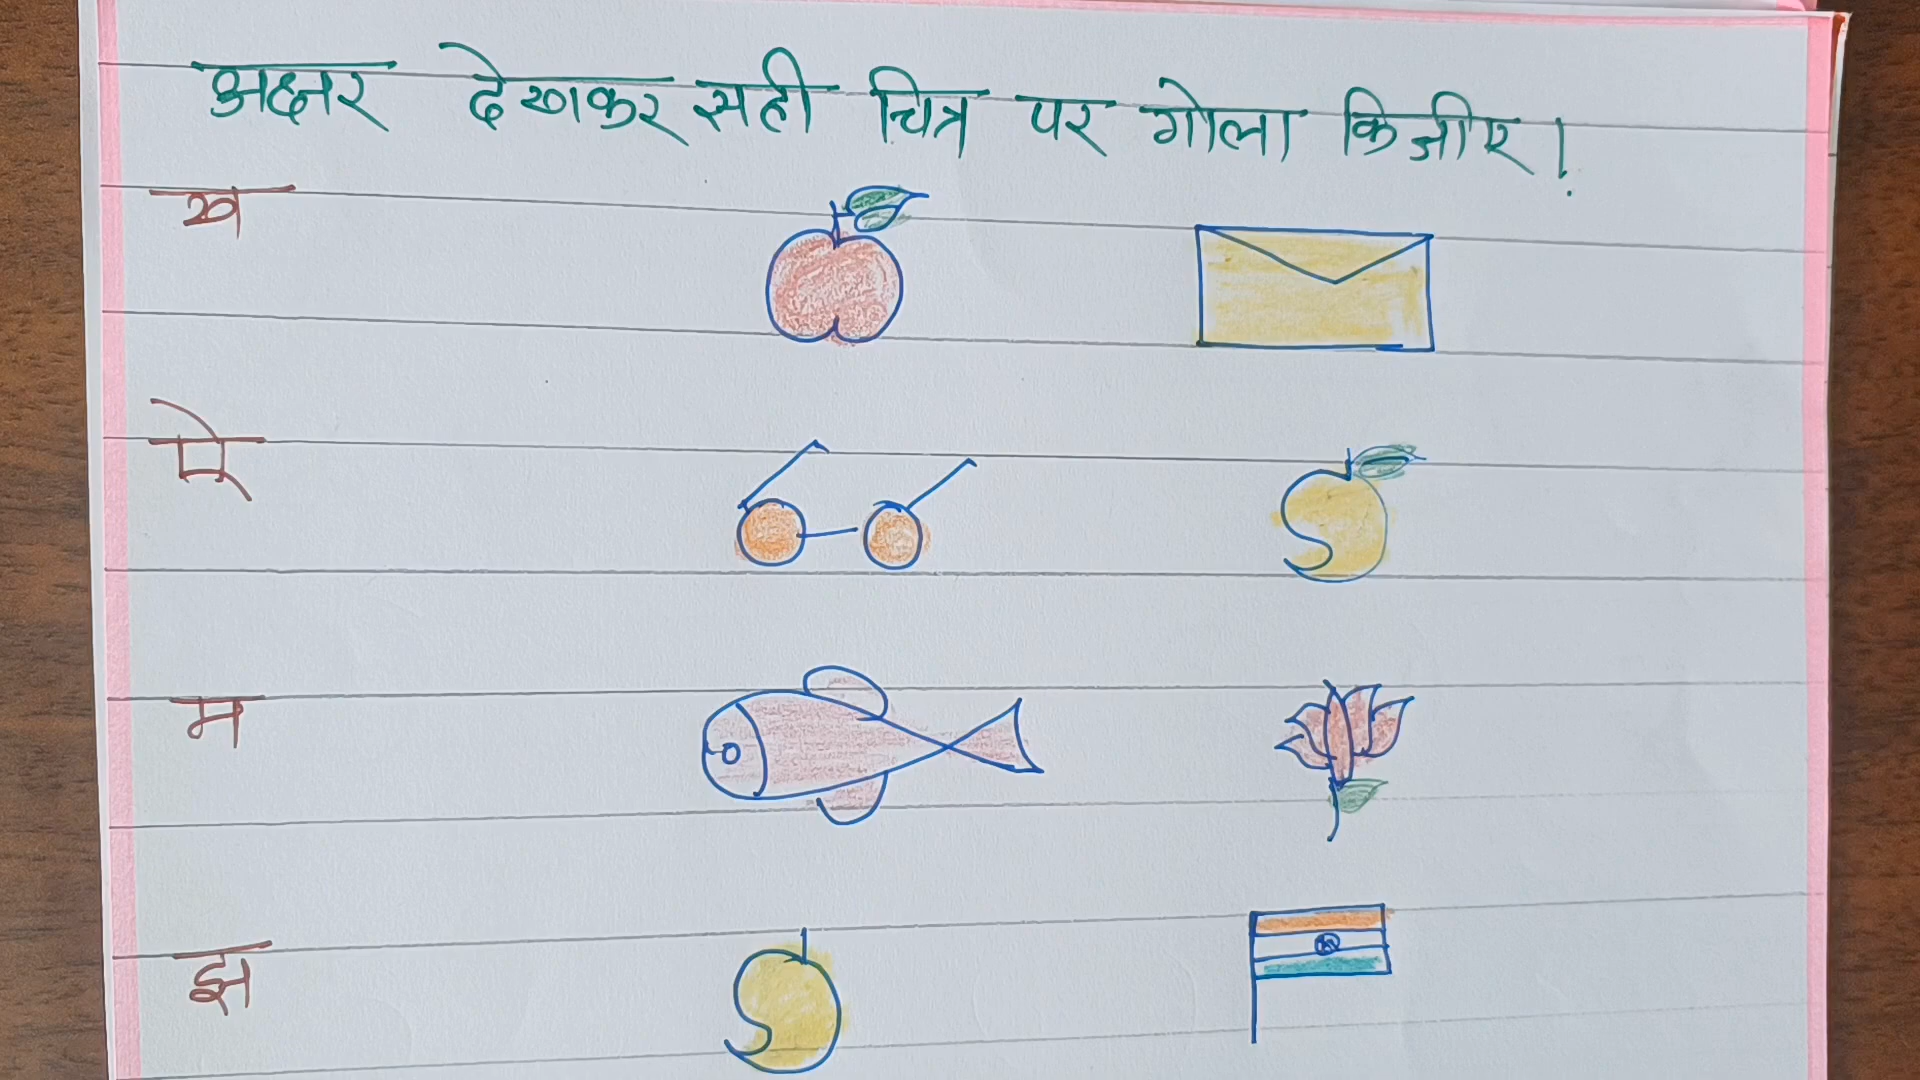 अक्षर देखकर सही चित्र पर गोला किजीए।
ख
ऐ
म
झ